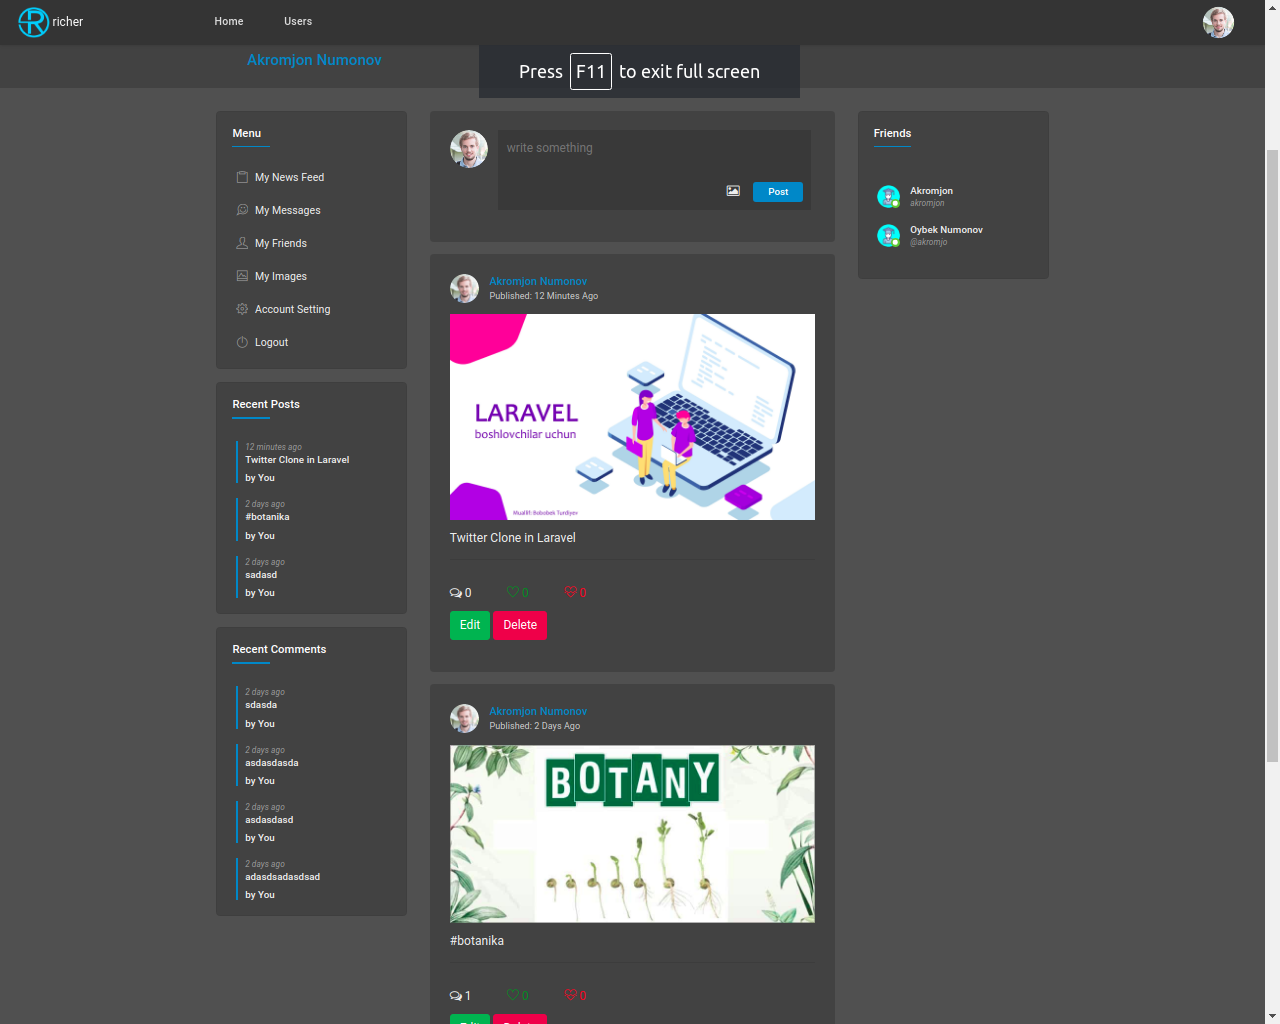 richer
Home
Users
Akromjon Numonov
Press F11 to exit full screen
Menu
My News Feed
My Messages
My Friends
My Images
Account Setting
Logout
Recent Posts
12 minutes ago
Twitter Clone in Laravel
by You
2 days ago
#botanika
by You
2 days ago
sadasd
by You
Recent Comments
2 days ago
sdasda
by You
2 days ago
asdasdasda
by You
2 days ago
asdasdasd
by You
2 days ago
adasdsadasdsad
by You
write something
Post
Akromjon Numonov
Published: 12 Minutes Ago
LARAVEL
boshlovchilar uchun
Muallif: Bekobek Turdiyev
Twitter Clone in Laravel
0
0
0
Edit
Delete
Akromjon Numonov
Published: 2 Days Ago
BOTANY
#botanika
1
0
0
Friends
Akromjon
akromjon
Oybek Numonov
@akromjo